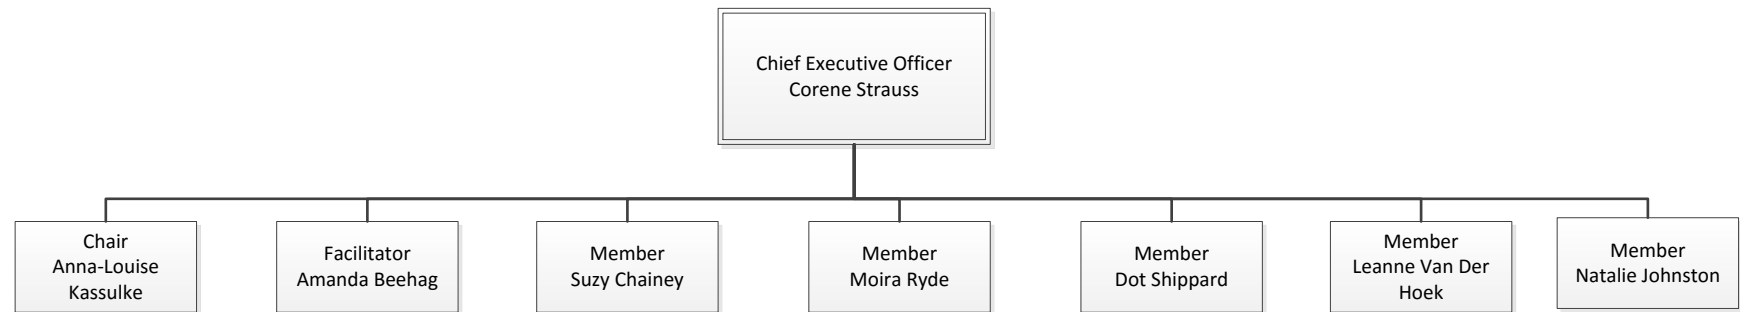 Chief Executive Officer
Corene Strauss
Chair
Anna-Louise
Kassulke
Facilitator
Amanda Beehag
Member
Suzy Chainey
Member
Moira Ryde
Member
Dot Shippard
Member
Leanne Van Der
Hoek
Member
Natalie Johnston